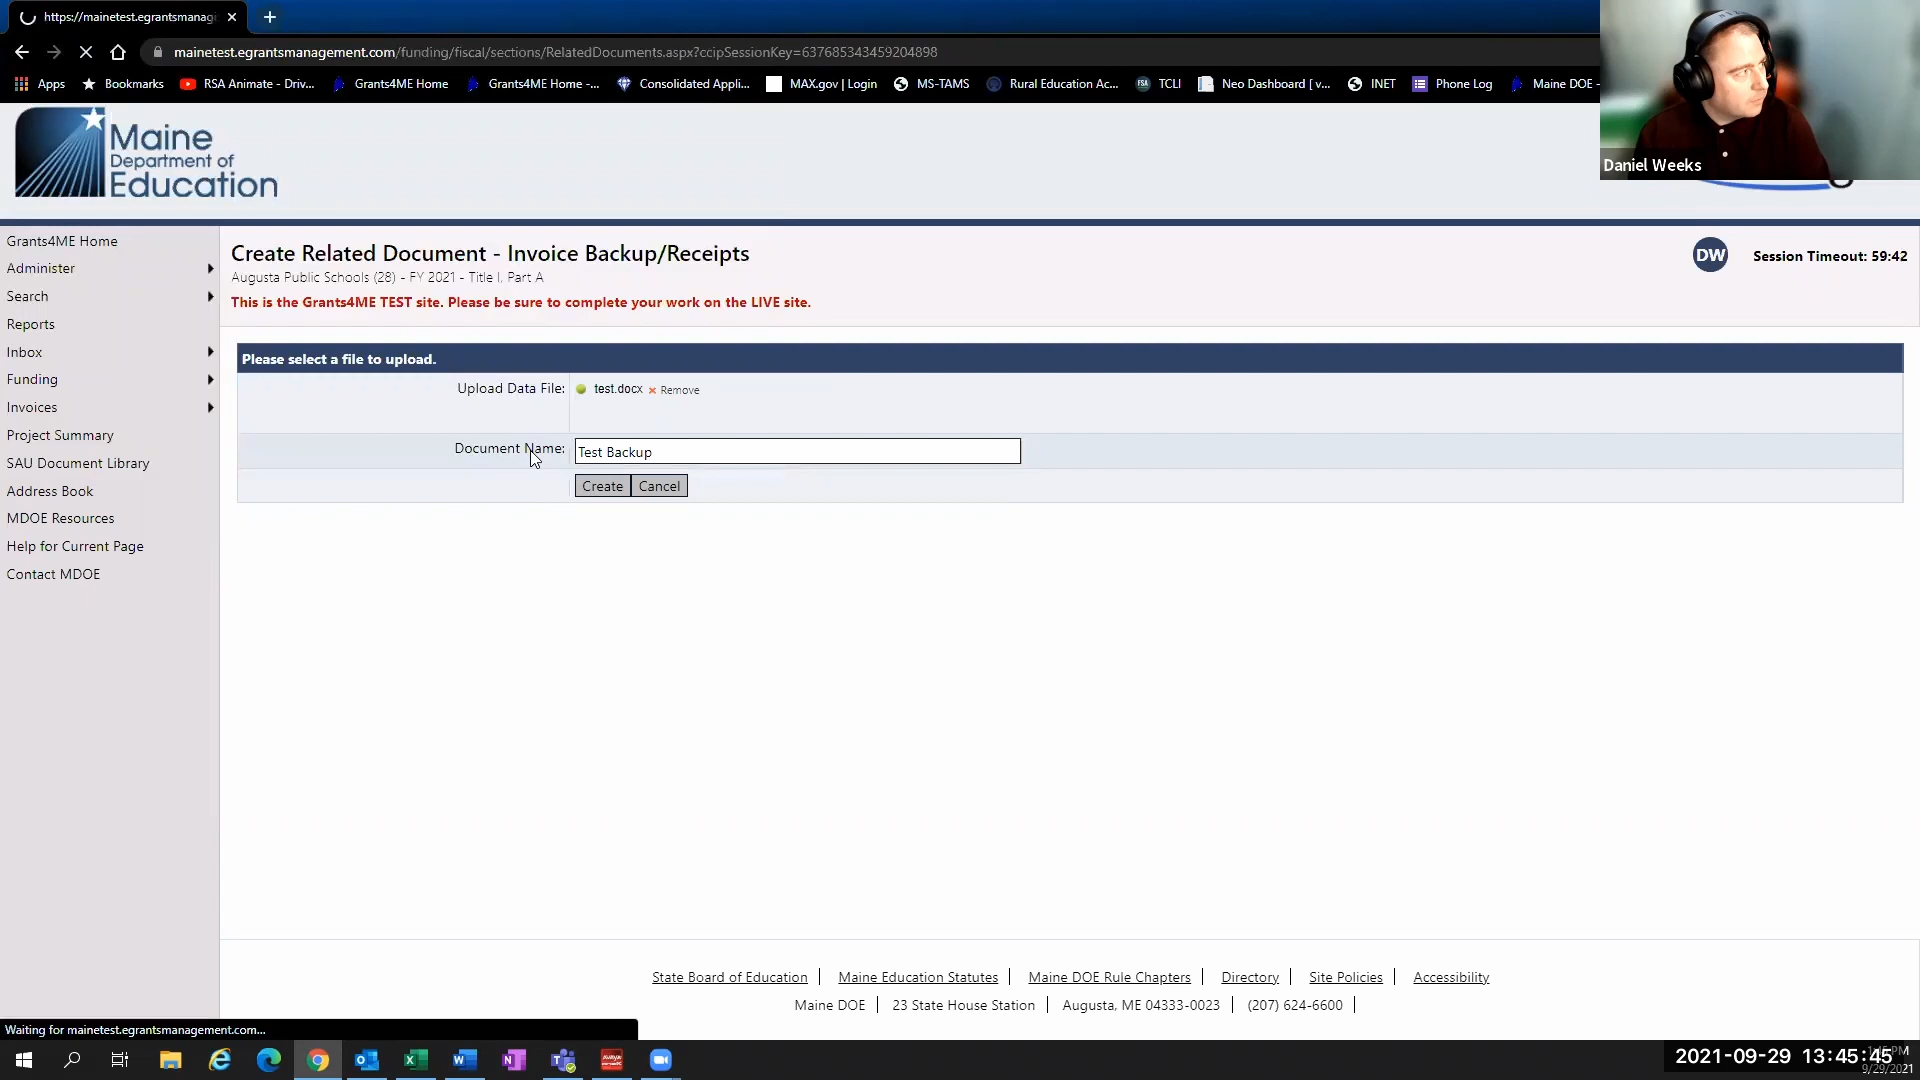 https://mainetest.egrantsmanagi
mainetest.egrantsmanagement.com/funding/fiscal/sections/RelatedDocuments.aspx?ccipSessionKey=637685343459204898
Apps Bookmarks RSA Animate - Driv... Grants4ME Home Grants4ME Home -... Consolidated Appli... MAX.gov | Login MS-TAMS Rural Education Ac... FSA TCLI Neo Dashboard [ v... INET Phone Log Maine DOE -
Daniel Weeks
Maine
Department of
Education
Grants4ME Home
Administer
Search
Reports
Inbox
Funding
Invoices
Project Summary
SAU Document Library
Address Book
MDOE Resources
Help for Current Page
Contact MDOE
Create Related Document - Invoice Backup/Receipts
DW Session Timeout: 59:42
Augusta Public Schools (28) - FY 2021 - Title I, Part A
This is the Grants4ME TEST site. Please be sure to complete your work on the LIVE site.
Please select a file to upload.
Upload Data File: test.docx x Remove
Document Name: Test Backup
Create Cancel
State Board of Education | Maine Education Statutes | Maine DOE Rule Chapters | Directory | Site Policies | Accessibility
Maine DOE | 23 State House Station | Augusta, ME 04333-0023 | (207) 624-6600 |
Waiting for mainetest.egrantsmanagement.com...
2021-09-29 13:45:45
9/29/2021